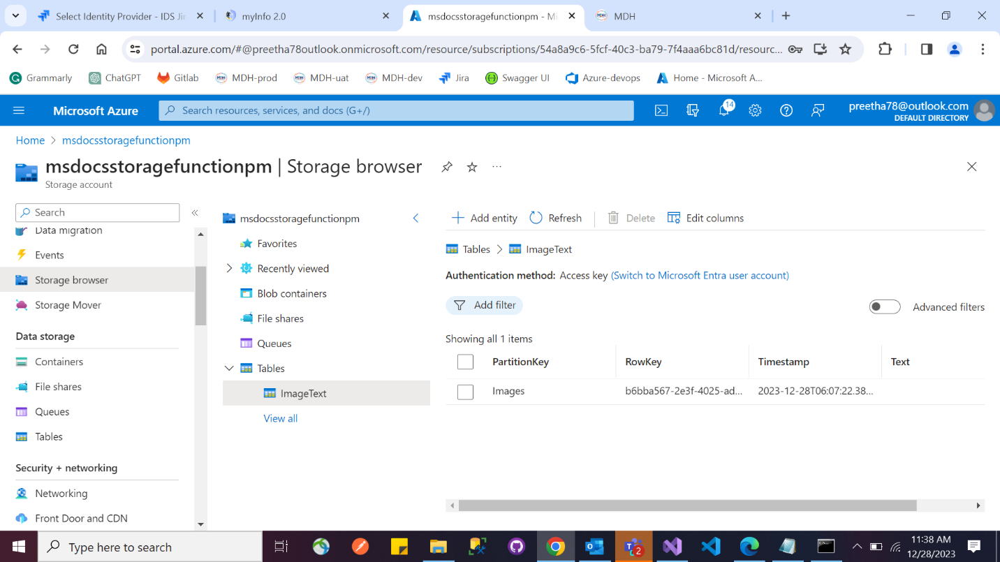 Select Identity Provider - IDS Jir
myInfo 2.0
msdocsstoragefunctionpm - Mi
MDH
portal.azure.com/#@preetha78outlook.onmicrosoft.com/resource/subscriptions/54a8a9c6-5fcf-40c3-ba79-7f4aaa6bc81d/resourc...
Grammarly
ChatGPT
Gitlab
MDH-prod
MDH-uat
MDH-dev
Jira
Swagger UI
Azure-devops
Home - Microsoft A...
Microsoft Azure
Search resources, services, and docs (G+/)
14
preetha78@outlook.com
DEFAULT DIRECTORY
Home > msdocsstoragefunctionpm
msdocsstoragefunctionpm | Storage browser
Storage account
Search
Data migration
Events
Storage browser
Storage Mover
Data storage
Containers
File shares
Queues
Tables
Security + networking
Networking
Front Door and CDN
msdocsstoragefunctionpm
Favorites
Recently viewed
Blob containers
File shares
Queues
Tables
ImageText
View all
Add entity
Refresh
Delete
Edit columns
Tables > ImageText
Authentication method: Access key (Switch to Microsoft Entra user account)
Add filter
Advanced filters
Showing all 1 items
PartitionKey RowKey Timestamp Text
Images b6bba567-2e3f-4025-ad... 2023-12-28T06:07:22.38...
Type here to search
2
11:38 AM
12/28/2023